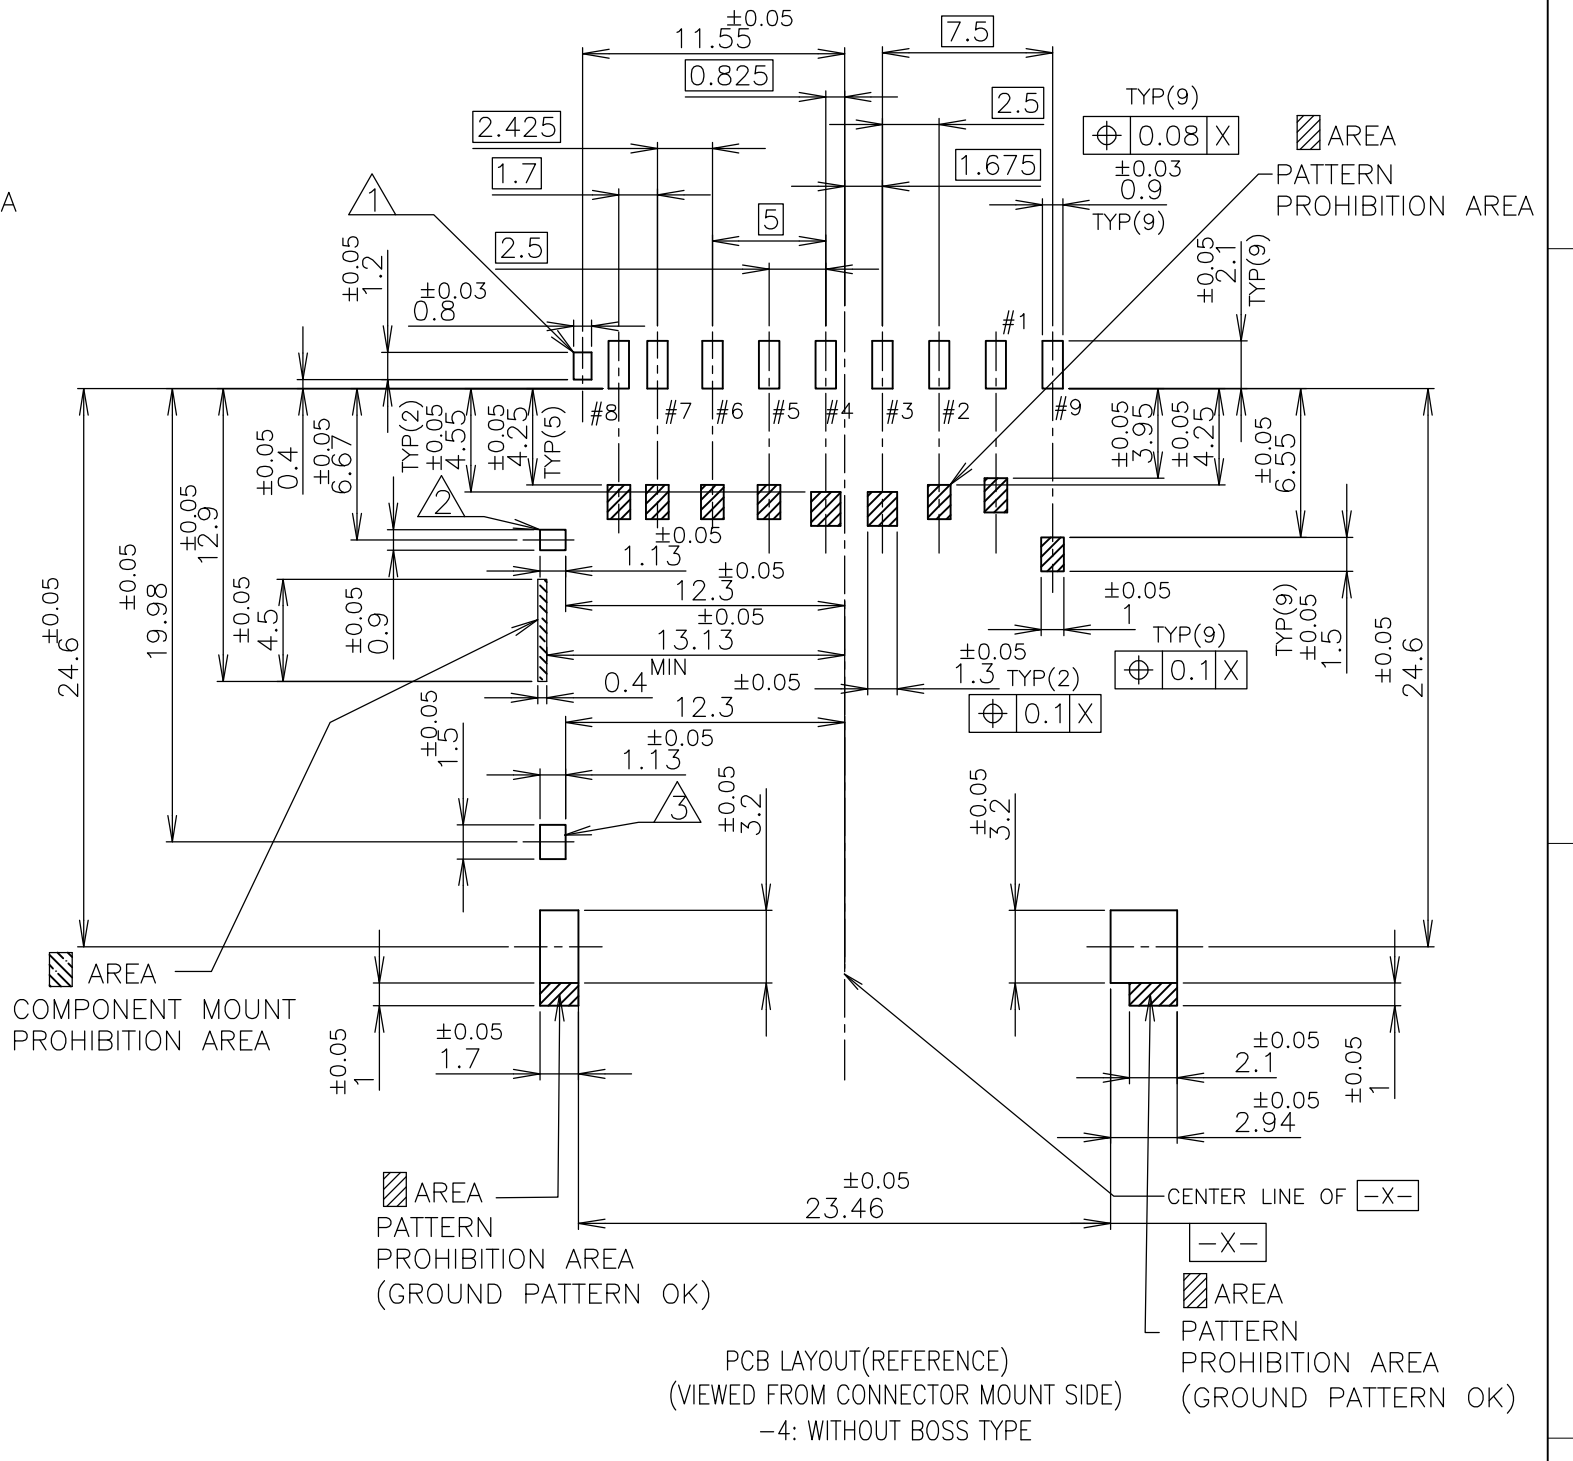 ±0.05
11.55
7.5
0.825
2.5
TYP(9)
2.425
⌖ 0.08 X
AREA
1.7
1.675
±0.03
0.9
TYP(9)
PATTERN
PROHIBITION AREA
A
1
5
2.5
±0.05
1.2
±0.03
0.8
±0.05
2.1
TYP(9)
#1
#8
#7
#6
#5
#4
#3
#2
#9
±0.05
0.4
±0.05
6.67
TYP(2)
±0.05
4.55
±0.05
4.25
TYP(5)
±0.05
3.95
±0.05
4.25
±0.05
6.55
2
±0.05
12.9
±0.05
1.13
±0.05
12.3
±0.05
13.13
MIN
±0.05
24.6
±0.05
19.98
±0.05
4.5
±0.05
0.9
0.4
±0.05
12.3
±0.05
1.13
±0.05
1
TYP(9)
⌖ 0.1 X
TYP(9)
±0.05
1.5
±0.05
24.6
±0.05
1.3
TYP(2)
⌖ 0.1 X
±0.05
1.5
3
±0.05
3.2
±0.05
3.2
AREA
COMPONENT MOUNT
PROHIBITION AREA
±0.05
1
±0.05
1.7
±0.05
2.1
±0.05
1
±0.05
2.94
AREA
PATTERN
PROHIBITION AREA
(GROUND PATTERN OK)
±0.05
23.46
CENTER LINE OF -X-
-X-
AREA
PATTERN
PROHIBITION AREA
(GROUND PATTERN OK)
PCB LAYOUT(REFERENCE)
(VIEWED FROM CONNECTOR MOUNT SIDE)
-4: WITHOUT BOSS TYPE